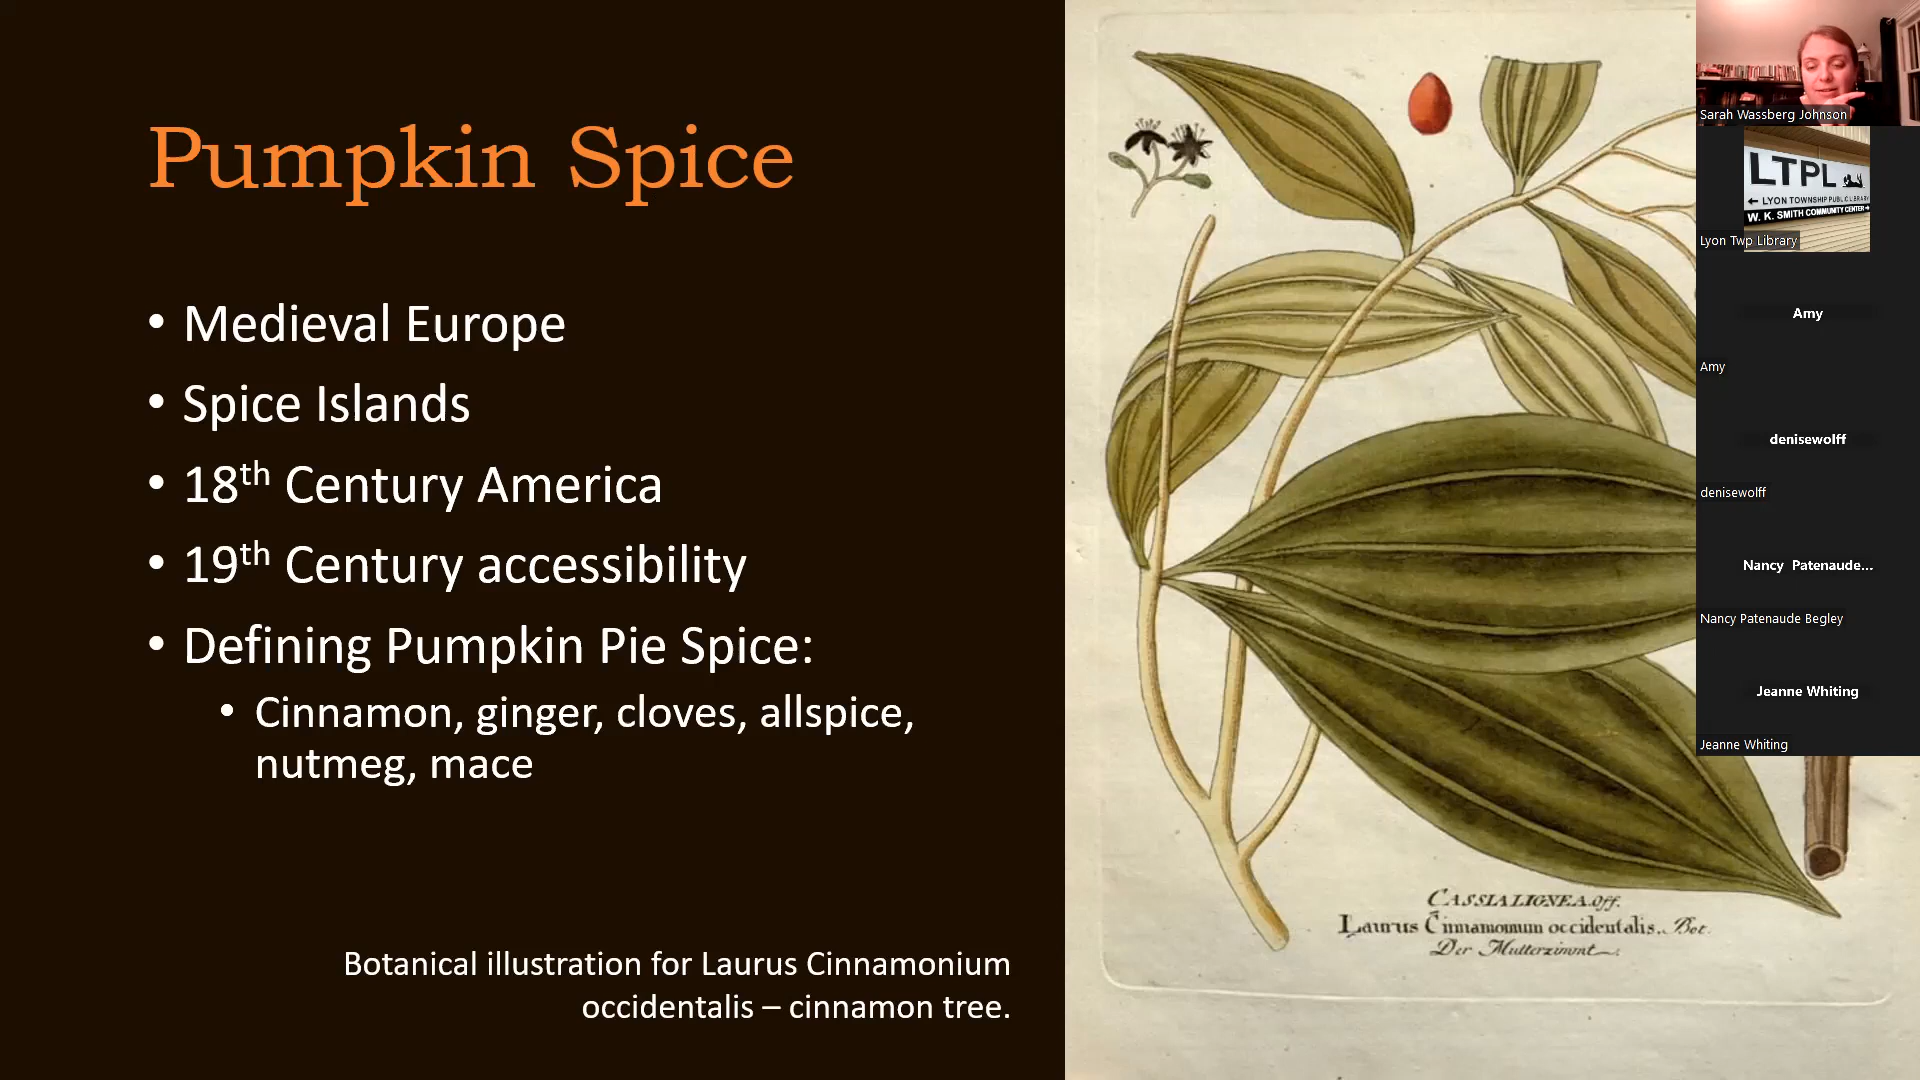 Pumpkin Spice
• Medieval Europe
• Spice Islands
• 18th Century America
• 19th Century accessibility
• Defining Pumpkin Pie Spice:
• Cinnamon, ginger, cloves, allspice,
nutmeg, mace
Botanical illustration for Laurus Cinnamonium
occidentalis – cinnamon tree.
CASSIA LIGNEA.Off.
Laurus Cinnamomum occidentalis. Bot.
Der Mutterzimmt
Sarah Wassberg Johnson
LTPL
← LYON TOWNSHIP PUBLIC LIBRARY
W. K. SMITH COMMUNITY CENTER →
Lyon Twp Library
Amy
Amy
denisewolff
denisewolff
Nancy Patenaude...
Nancy Patenaude Begley
Jeanne Whiting
Jeanne Whiting